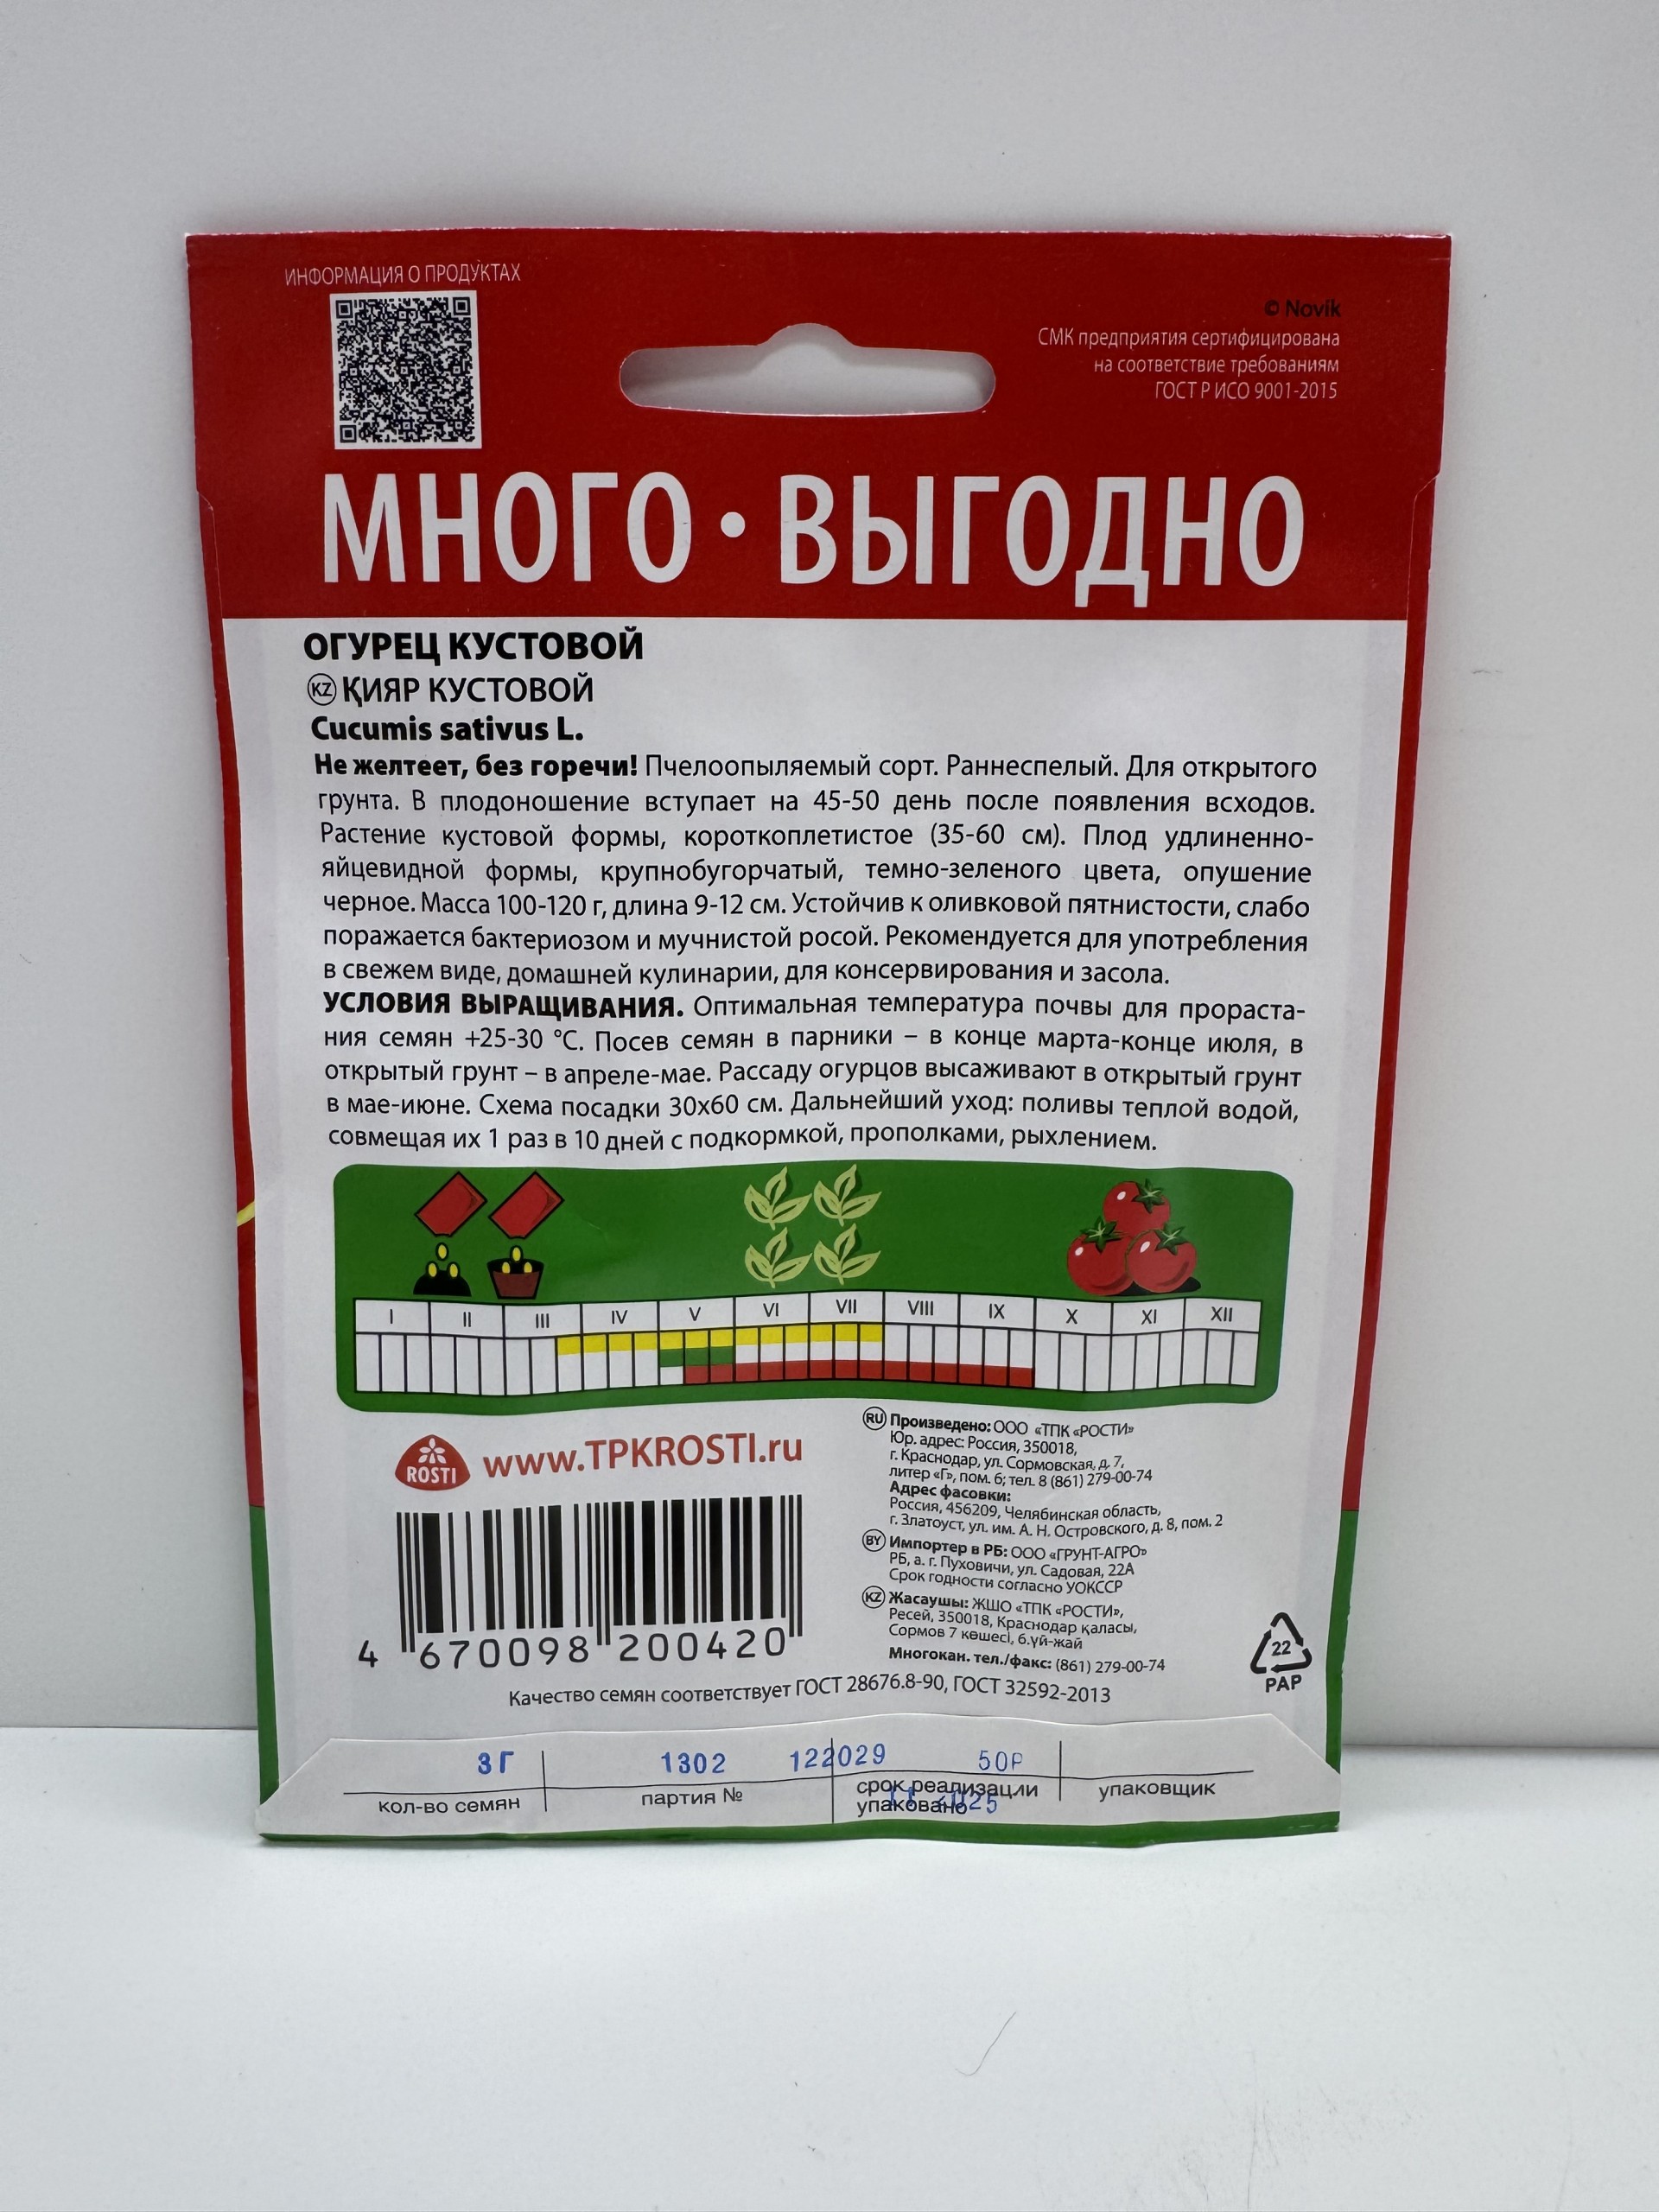 ИНФОРМАЦИЯ О ПРОДУКТАХ
© Novik
СМК предприятия сертифицирована
на соответствие требованиям
ГОСТ Р ИСО 9001-2015
МНОГО • ВЫГОДНО
ОГУРЕЦ КУСТОВОЙ
KZ ҚИЯР КУСТОВОЙ
Cucumis sativus L.
Не желтеет, без горечи! Пчелоопыляемый сорт. Раннеспелый. Для открытого
грунта. В плодоношение вступает на 45-50 день после появления всходов.
Растение кустовой формы, короткоплетистое (35-60 см). Плод удлиненно-
яйцевидной формы, крупнобугорчатый, темно-зеленого цвета, опушение
черное. Масса 100-120 г, длина 9-12 см. Устойчив к оливковой пятнистости, слабо
поражается бактериозом и мучнистой росой. Рекомендуется для употребления
в свежем виде, домашней кулинарии, для консервирования и засола.
УСЛОВИЯ ВЫРАЩИВАНИЯ. Оптимальная температура почвы для прораста-
ния семян +25-30 °C. Посев семян в парники – в конце марта-конце июля, в
открытый грунт – в апреле-мае. Рассаду огурцов высаживают в открытый грунт
в мае-июне. Схема посадки 30х60 см. Дальнейший уход: поливы теплой водой,
совмещая их 1 раз в 10 дней с подкормкой, прополками, рыхлением.
I II III IV V VI VII VIII IX X XI XII
ROSTI www.TPKROSTI.ru
4 670098 200420
RU Произведено: ООО «ТПК «РОСТИ»
Юр. адрес: Россия, 350018,
г. Краснодар, ул. Сормовская, д. 7,
литер «Г», пом. 6; тел. 8 (861) 279-00-74
Адрес фасовки:
Россия, 456209, Челябинская область,
г. Златоуст, ул. им. А. Н. Островского, д. 8, пом. 2
BY Импортер в РБ: ООО «ГРУНТ-АГРО»
РБ, а. г. Пуховичи, ул. Садовая, 22А
Срок годности согласно УОКССР
KZ Жасаушы: ЖШО «ТПК «РОСТИ»,
Ресей, 350018, Краснодар қаласы,
Сормов 7 көшесі, 6.үй-жай
Многокан. тел./факс: (861) 279-00-74
22
PAP
Качество семян соответствует ГОСТ 28676.8-90, ГОСТ 32592-2013
3Г 1302 122029 50Р
кол-во семян партия № срок реализации упаковщик
упаковано 2025